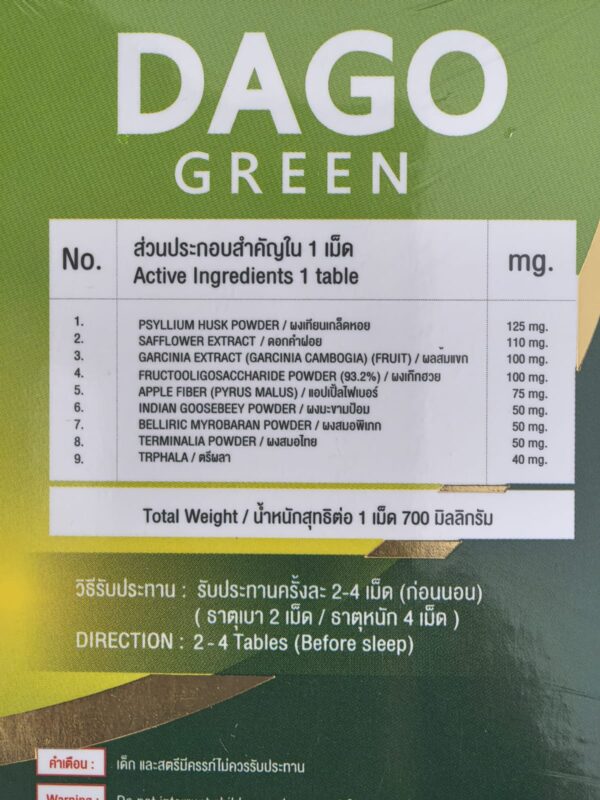 DAGO
GREEN
No. ส่วนประกอบสำคัญใน 1 เม็ด mg.
Active Ingredients 1 table
1. PSYLLIUM HUSK POWDER / ผงเทียนเกล็ดหอย 125 mg.
2. SAFFLOWER EXTRACT / ดอกคำฝอย 110 mg.
3. GARCINIA EXTRACT (GARCINIA CAMBOGIA) (FRUIT) / ผลส้มแขก 100 mg.
4. FRUCTOOLIGOSACCHARIDE POWDER (93.2%) / ผงเก๊กฮวย 100 mg.
5. APPLE FIBER (PYRUS MALUS) / แอปเปิ้ลไฟเบอร์ 75 mg.
6. INDIAN GOOSEBEEY POWDER / ผงมะขามป้อม 50 mg.
7. BELLIRIC MYROBARAN POWDER / ผงสมอพิเภก 50 mg.
8. TERMINALIA POWDER / ผงสมอไทย 50 mg.
9. TRPHALA / ตรีผลา 40 mg.
Total Weight / น้ำหนักสุทธิต่อ 1 เม็ด 700 มิลลิกรัม
วิธีรับประทาน : รับประทานครั้งละ 2-4 เม็ด (ก่อนนอน)
( ธาตุเบา 2 เม็ด / ธาตุหนัก 4 เม็ด )
DIRECTION : 2 - 4 Tables (Before sleep)
คำเตือน : เด็ก และสตรีมีครรภ์ไม่ควรรับประทาน
Warning : Do not